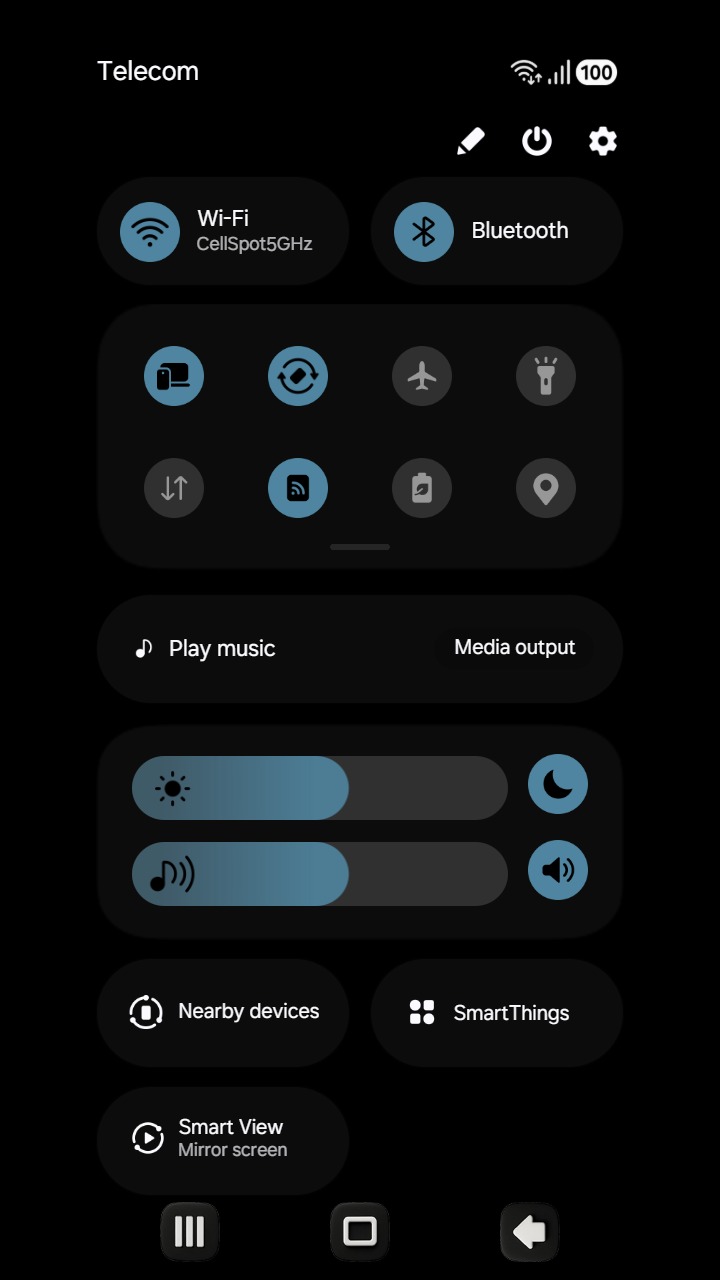 Telecom
100
Wi-Fi
CellSpot5GHz
Bluetooth
Play music
Media output
Nearby devices
SmartThings
Smart View
Mirror screen